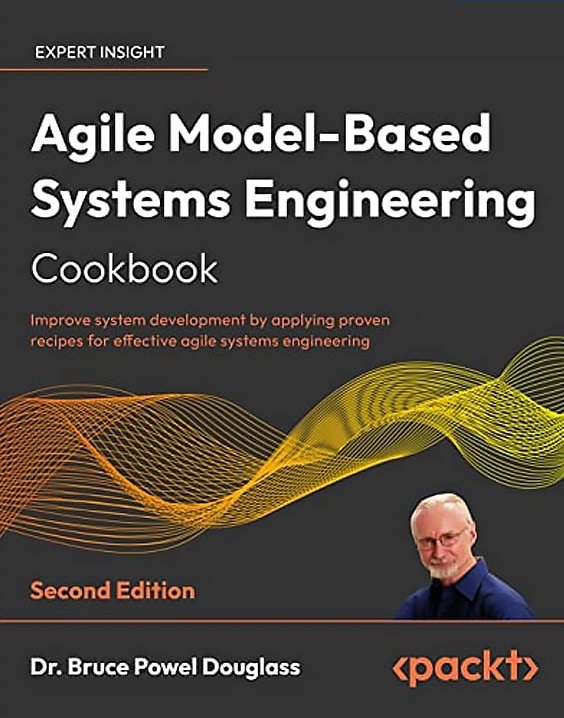 EXPERT INSIGHT
Agile Model-Based
Systems Engineering
Cookbook
Improve system development by applying proven
recipes for effective agile systems engineering
Second Edition
Dr. Bruce Powel Douglass
<packt>